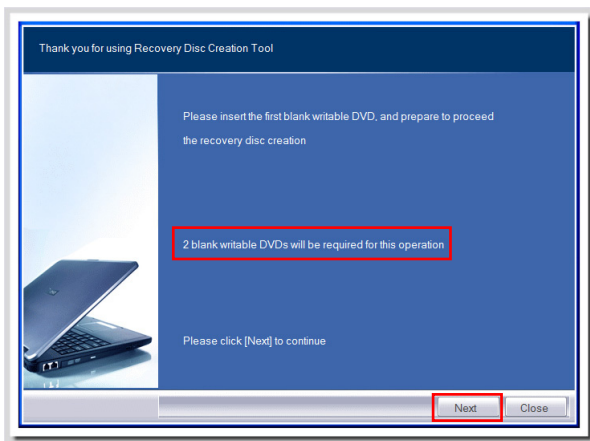 Thank you for using Recovery Disc Creation Tool
Please insert the first blank writable DVD, and prepare to proceed
the recovery disc creation
2 blank writable DVDs will be required for this operation
Please click [Next] to continue
Next
Close